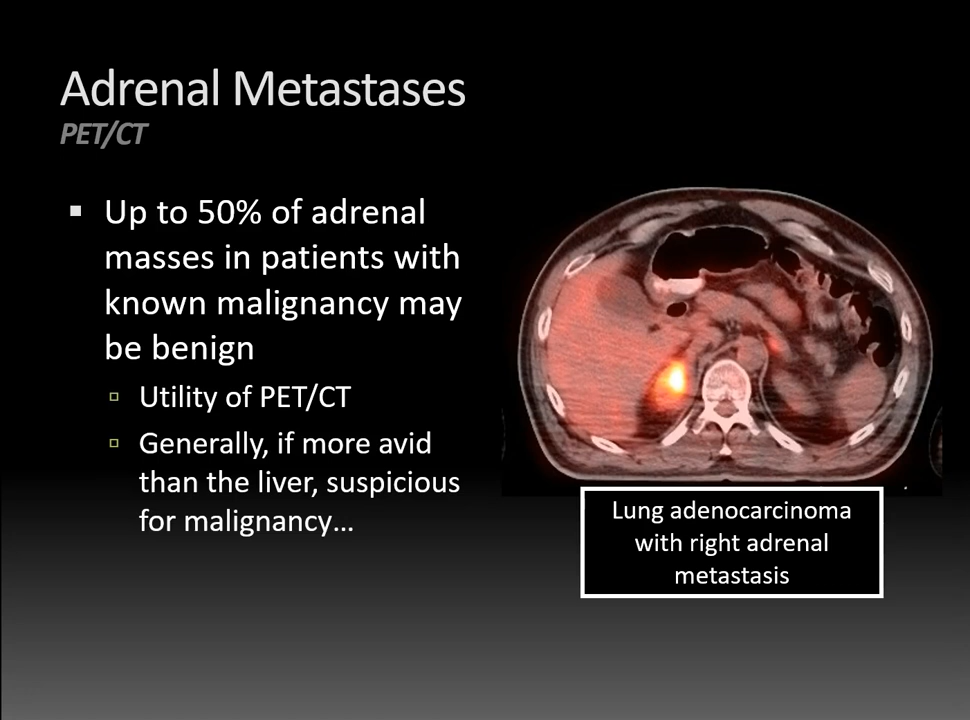 Adrenal Metastases
PET/CT
▪ Up to 50% of adrenal
masses in patients with
known malignancy may
be benign
▫ Utility of PET/CT
▫ Generally, if more avid
than the liver, suspicious
for malignancy…
Lung adenocarcinoma
with right adrenal
metastasis